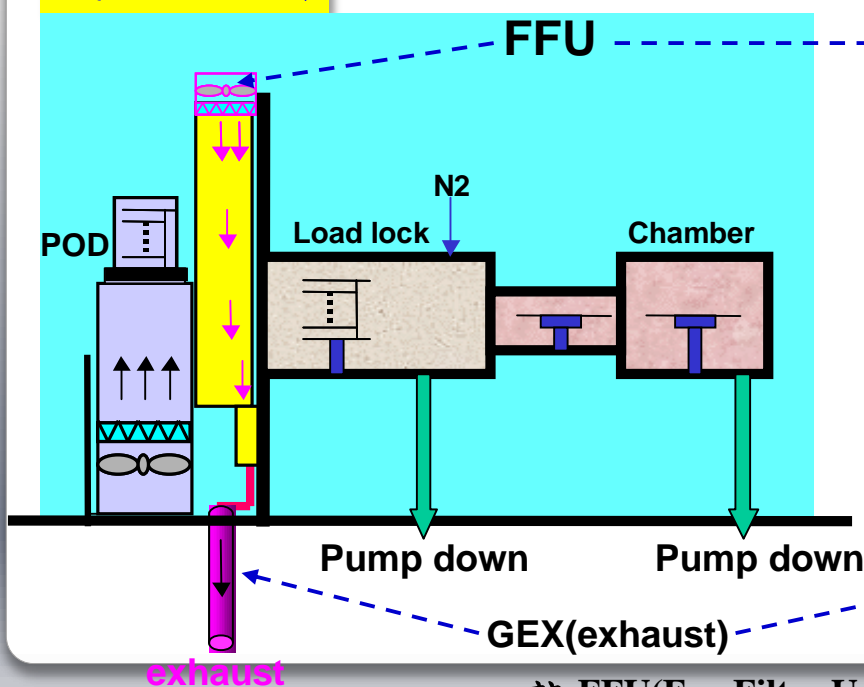 FFU
N2
POD
Load lock
Chamber
Pump down
Pump down
GEX(exhaust)
exhaust